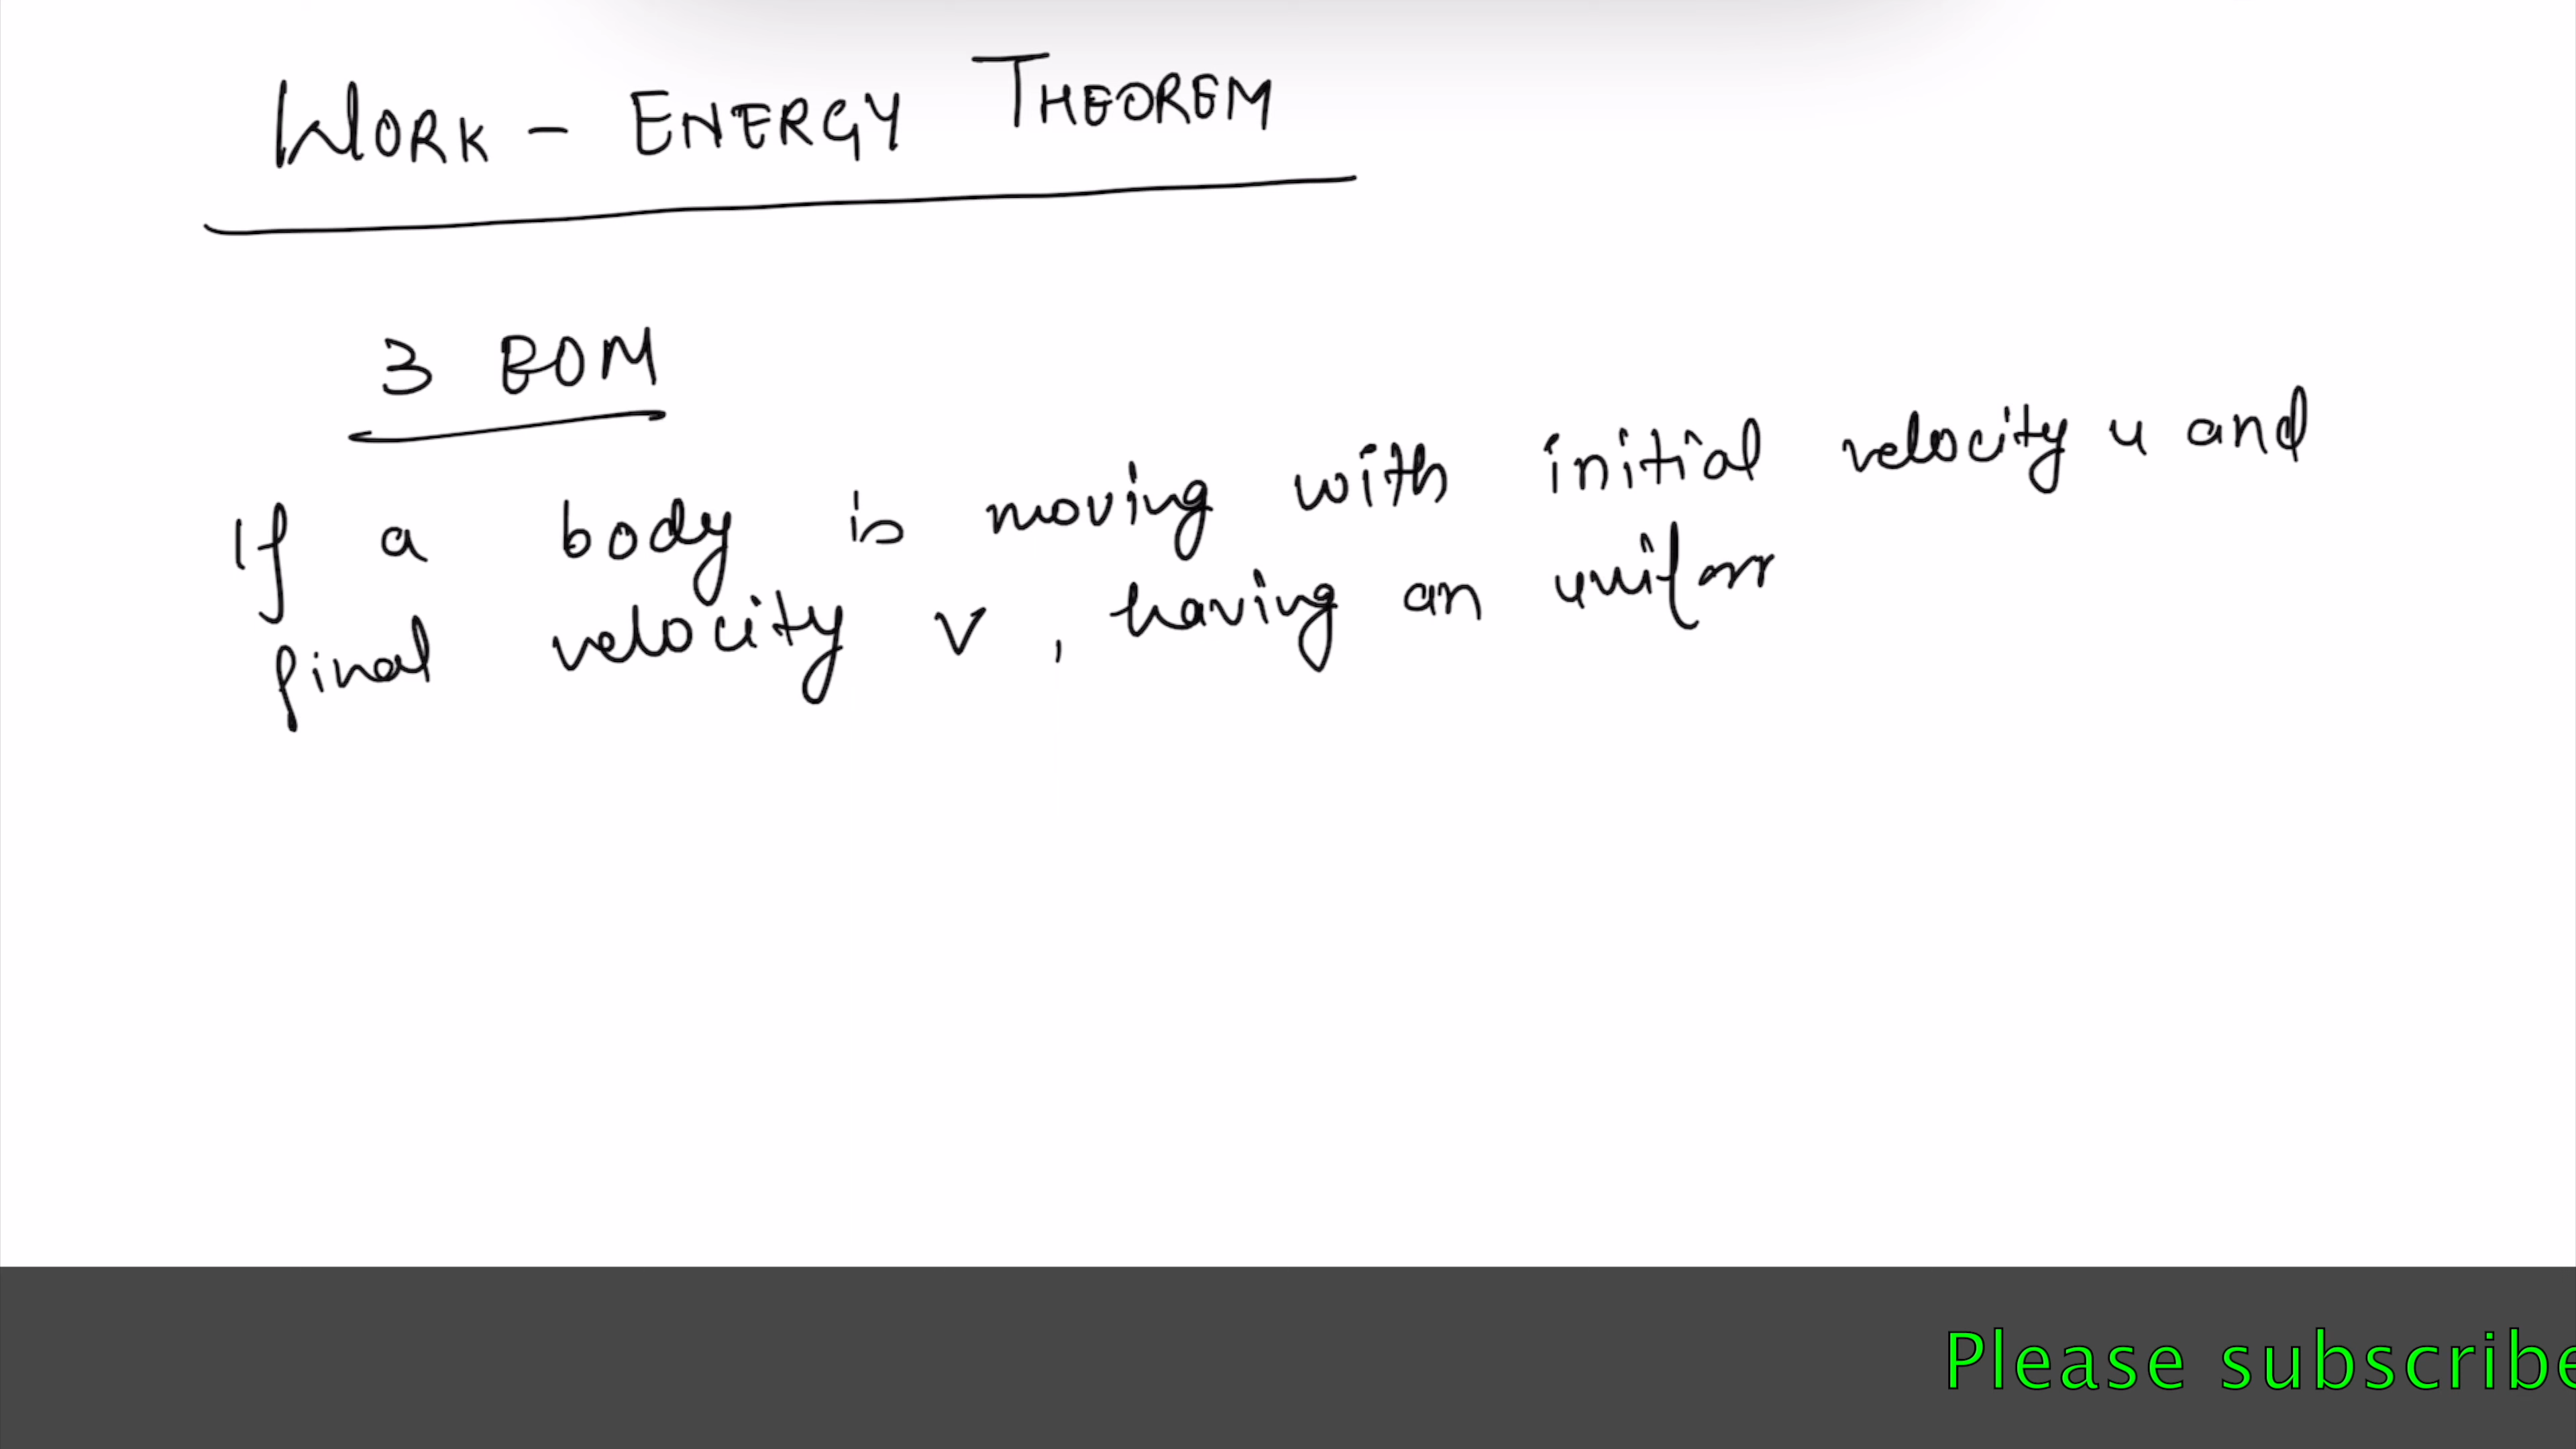 WORK - ENERGY THEOREM
3 EOM
If a body is moving with initial velocity u and
final velocity v, having an uniform
Please subscribe